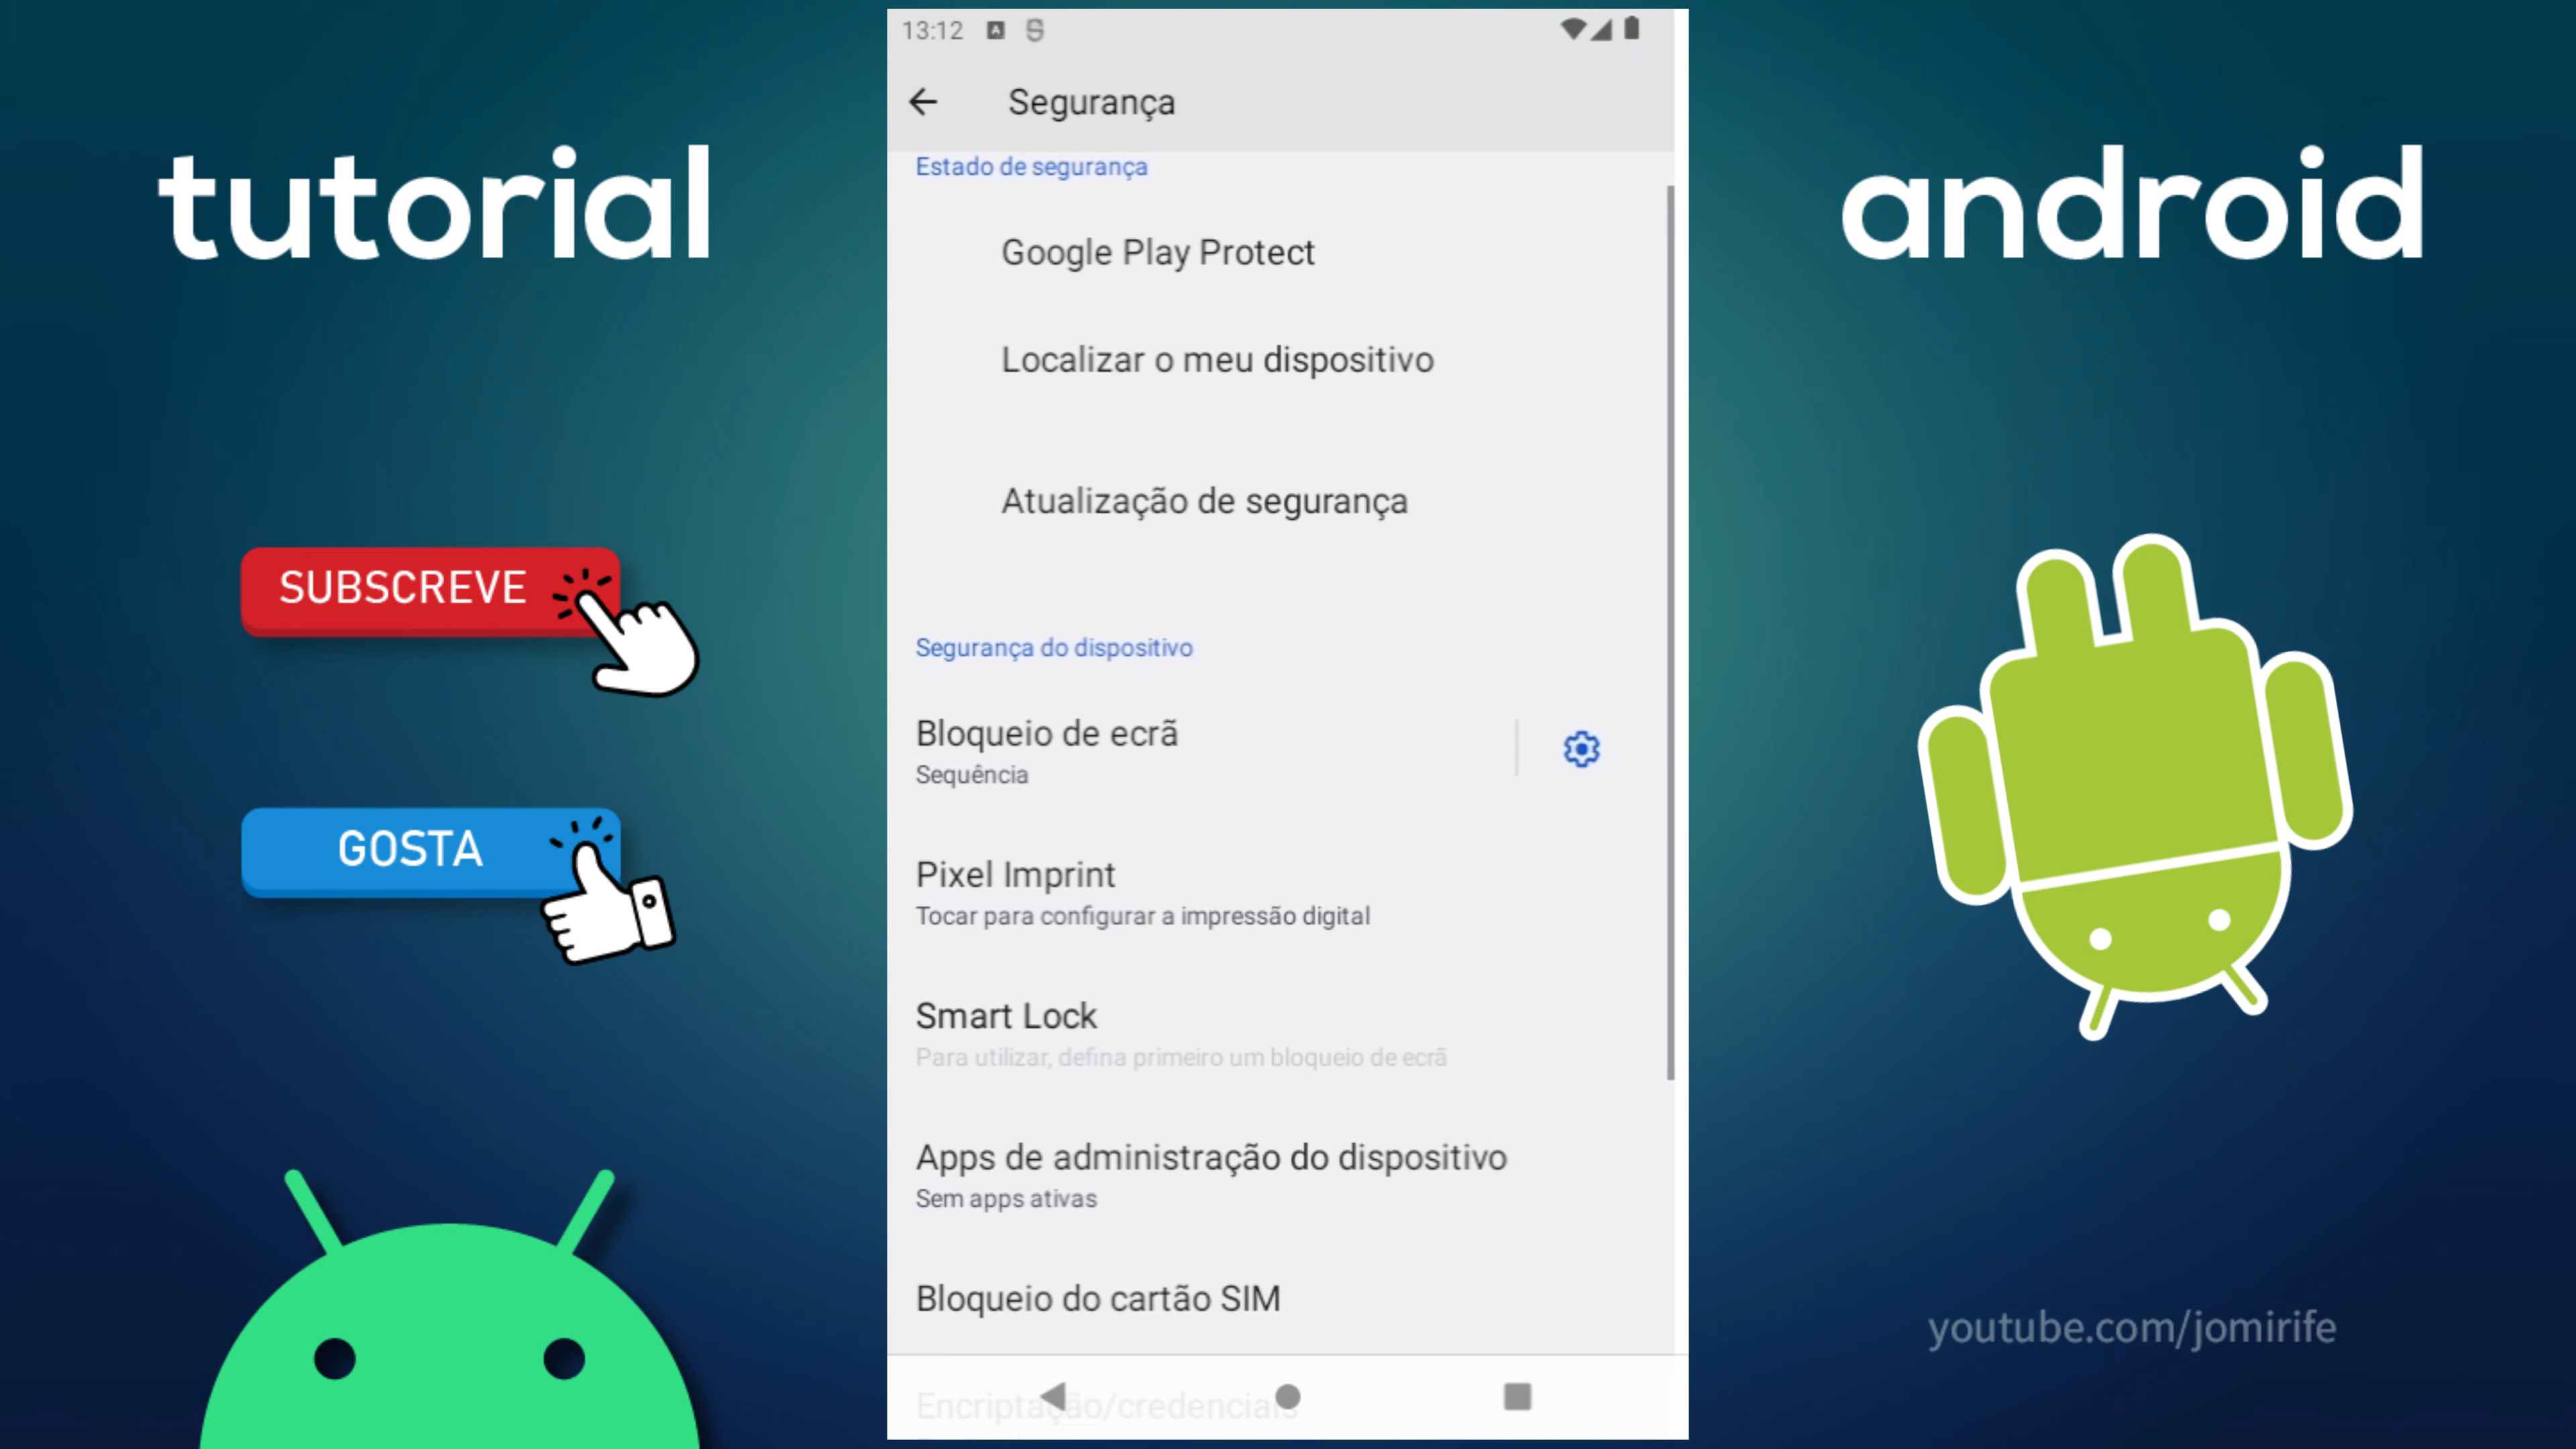 tutorial
SUBSCREVE
GOSTA
13:12
Segurança
Estado de segurança
Google Play Protect
Localizar o meu dispositivo
Atualização de segurança
Segurança do dispositivo
Bloqueio de ecrã
Sequência
Pixel Imprint
Tocar para configurar a impressão digital
Smart Lock
Para utilizar, defina primeiro um bloqueio de ecrã
Apps de administração do dispositivo
Sem apps ativas
Bloqueio do cartão SIM
Encriptação/credenciais
android
youtube.com/jomirife